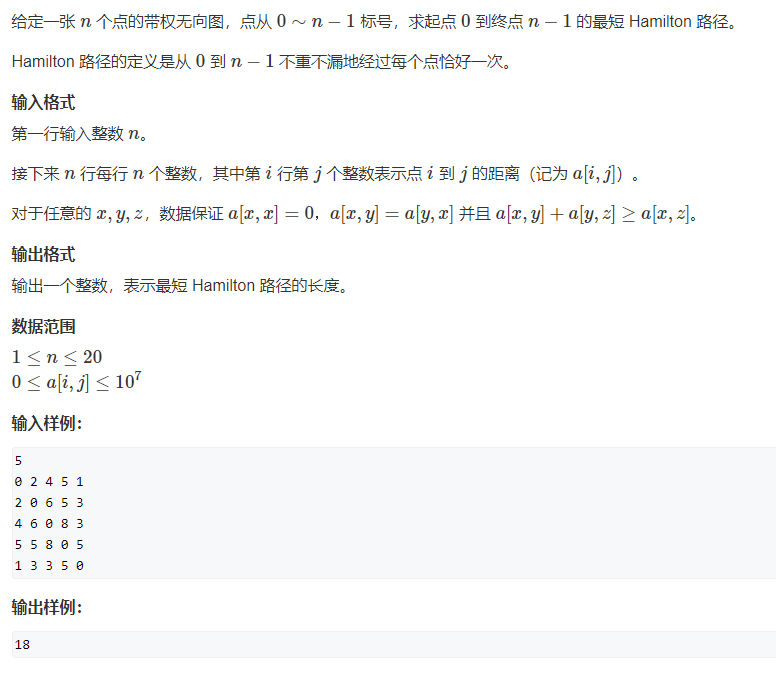 给定一张 n 个点的带权无向图，点从 0 ∼ n − 1 标号，求起点 0 到终点 n − 1 的最短 Hamilton 路径。
Hamilton 路径的定义是从 0 到 n − 1 不重不漏地经过每个点恰好一次。
输入格式
第一行输入整数 n。
接下来 n 行每行 n 个整数，其中第 i 行第 j 个整数表示点 i 到 j 的距离（记为 a[i, j]）。
对于任意的 x, y, z，数据保证 a[x, x] = 0，a[x, y] = a[y, x] 并且 a[x, y] + a[y, z] ≥ a[x, z]。
输出格式
输出一个整数，表示最短 Hamilton 路径的长度。
数据范围
1 ≤ n ≤ 20
0 ≤ a[i, j] ≤ 10⁷
输入样例：
5
0 2 4 5 1
2 0 6 5 3
4 6 0 8 3
5 5 8 0 5
1 3 3 5 0
输出样例：
18